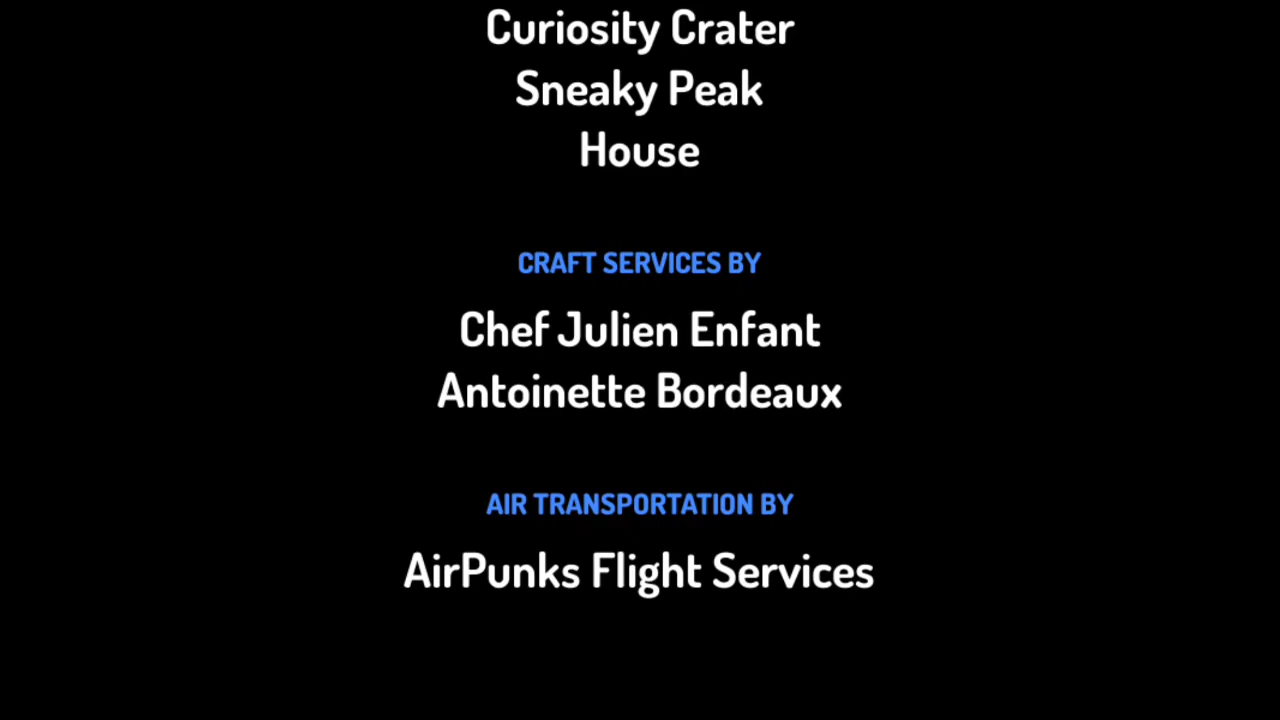 Curiosity Crater
Sneaky Peak
House
CRAFT SERVICES BY
Chef Julien Enfant
Antoinette Bordeaux
AIR TRANSPORTATION BY
AirPunks Flight Services